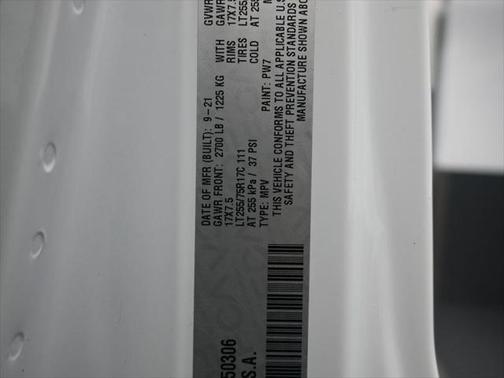 DATE OF MFR (BUILT): 9-21 GVWR
GAWR FRONT: 2700 LB / 1225 KG WITH GAWR
17X7.5 RIMS 17X7.5
LT255/75R17C 111 TIRES LT255
AT 255 kPa / 37 PSI COLD AT 25
TYPE: MPV PAINT: PW7
THIS VEHICLE CONFORMS TO ALL APPLICABLE U.S
SAFETY AND THEFT PREVENTION STANDARDS
MANUFACTURE SHOWN ABO
50306
S.A.